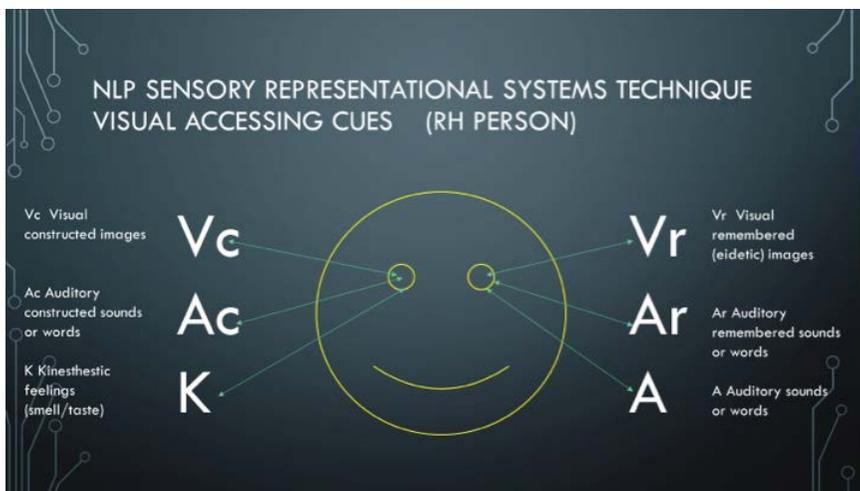 NLP SENSORY REPRESENTATIONAL SYSTEMS TECHNIQUE
VISUAL ACCESSING CUES (RH PERSON)
Vc Visual
constructed images
Vc
Ac Auditory
constructed sounds
or words
Ac
K Kinesthestic
feelings
(smell/taste)
K
Vr
Vr Visual
remembered
(eidetic) images
Ar
Ar Auditory
remembered sounds
or words
A
A Auditory sounds
or words